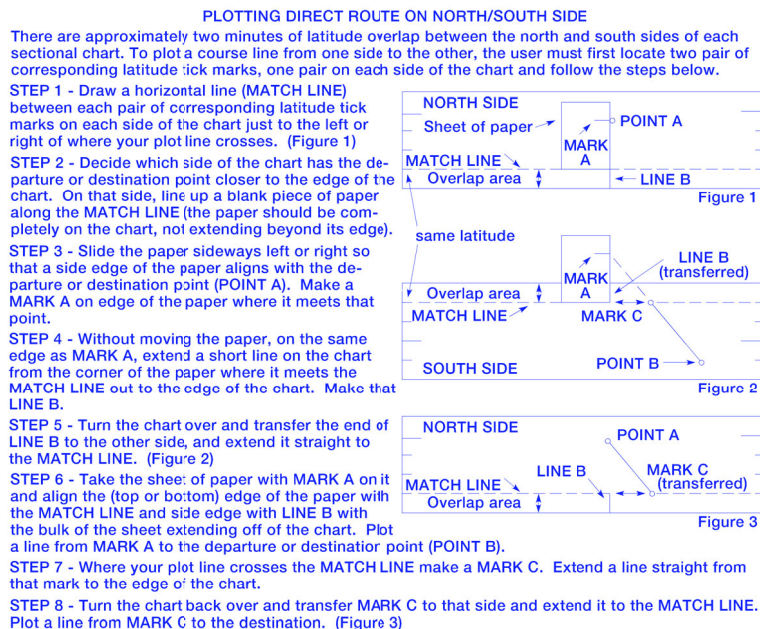 PLOTTING DIRECT ROUTE ON NORTH/SOUTH SIDE
There are approximately two minutes of latitude overlap between the north and south sides of each
sectional chart. To plot a course line from one side to the other, the user must first locate two pair of
corresponding latitude tick marks, one pair on each side of the chart and follow the steps below.
STEP 1 - Draw a horizontal line (MATCH LINE)
between each pair of corresponding latitude tick
marks on each side of the chart just to the left or
right of where your plot line crosses. (Figure 1)
STEP 2 - Decide which side of the chart has the de-
parture or destination point closer to the edge of the
chart. On that side, line up a blank piece of paper
along the MATCH LINE (the paper should be com-
pletely on the chart, not extending beyond its edge).
STEP 3 - Slide the paper sideways left or right so
that a side edge of the paper aligns with the de-
parture or destination point (POINT A). Make a
MARK A on edge of the paper where it meets that
point.
STEP 4 - Without moving the paper, on the same
edge as MARK A, extend a short line on the chart
from the corner of the paper where it meets the
MATCH LINE out to the edge of the chart. Make that
LINE B.
STEP 5 - Turn the chart over and transfer the end of
LINE B to the other side, and extend it straight to
the MATCH LINE. (Figure 2)
STEP 6 - Take the sheet of paper with MARK A on it
and align the (top or bottom) edge of the paper with
the MATCH LINE and side edge with LINE B with
the bulk of the sheet extending off of the chart. Plot
a line from MARK A to the departure or destination point (POINT B).
STEP 7 - Where your plot line crosses the MATCH LINE make a MARK C. Extend a line straight from
that mark to the edge of the chart.
STEP 8 - Turn the chart back over and transfer MARK C to that side and extend it to the MATCH LINE.
Plot a line from MARK C to the destination. (Figure 3)
NORTH SIDE
Sheet of paper
POINT A
MARK
A
MATCH LINE
Overlap area
LINE B
Figure 1
same latitude
LINE B
(transferred)
MARK
A
Overlap area
MATCH LINE
MARK C
POINT B
SOUTH SIDE
Figure 2
NORTH SIDE
POINT A
LINE B
MARK C
(transferred)
MATCH LINE
Overlap area
Figure 3